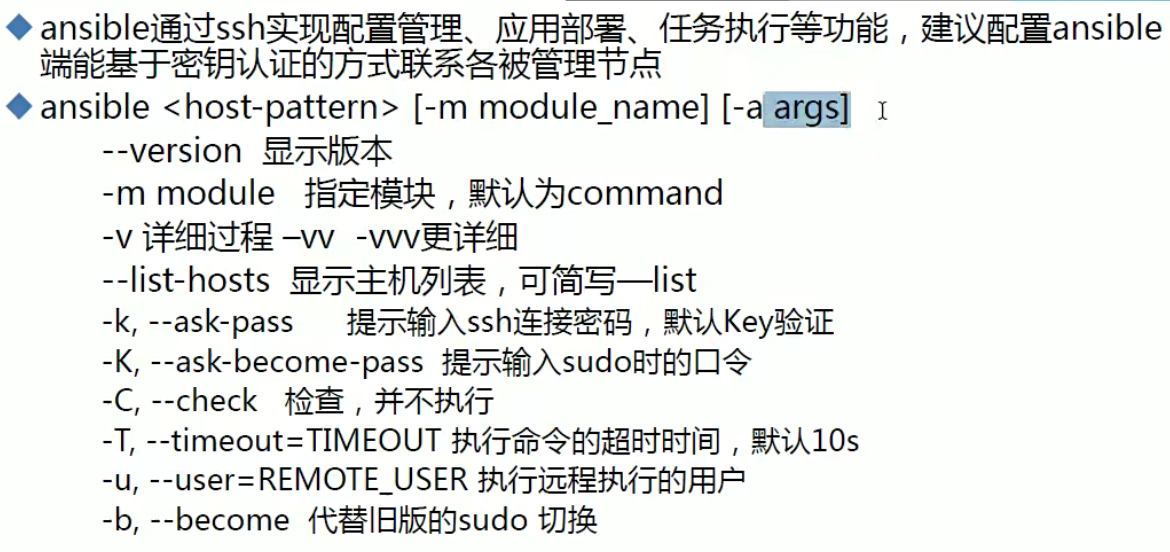 ansible通过ssh实现配置管理、应用部署、任务执行等功能，建议配置ansible
端能基于密钥认证的方式联系各被管理节点
ansible <host-pattern> [-m module_name] [-a args]
--version 显示版本
-m module 指定模块，默认为command
-v 详细过程 –vv -vvv更详细
--list-hosts 显示主机列表，可简写—list
-k, --ask-pass 提示输入ssh连接密码，默认Key验证
-K, --ask-become-pass 提示输入sudo时的口令
-C, --check 检查，并不执行
-T, --timeout=TIMEOUT 执行命令的超时时间，默认10s
-u, --user=REMOTE_USER 执行远程执行的用户
-b, --become 代替旧版的sudo 切换